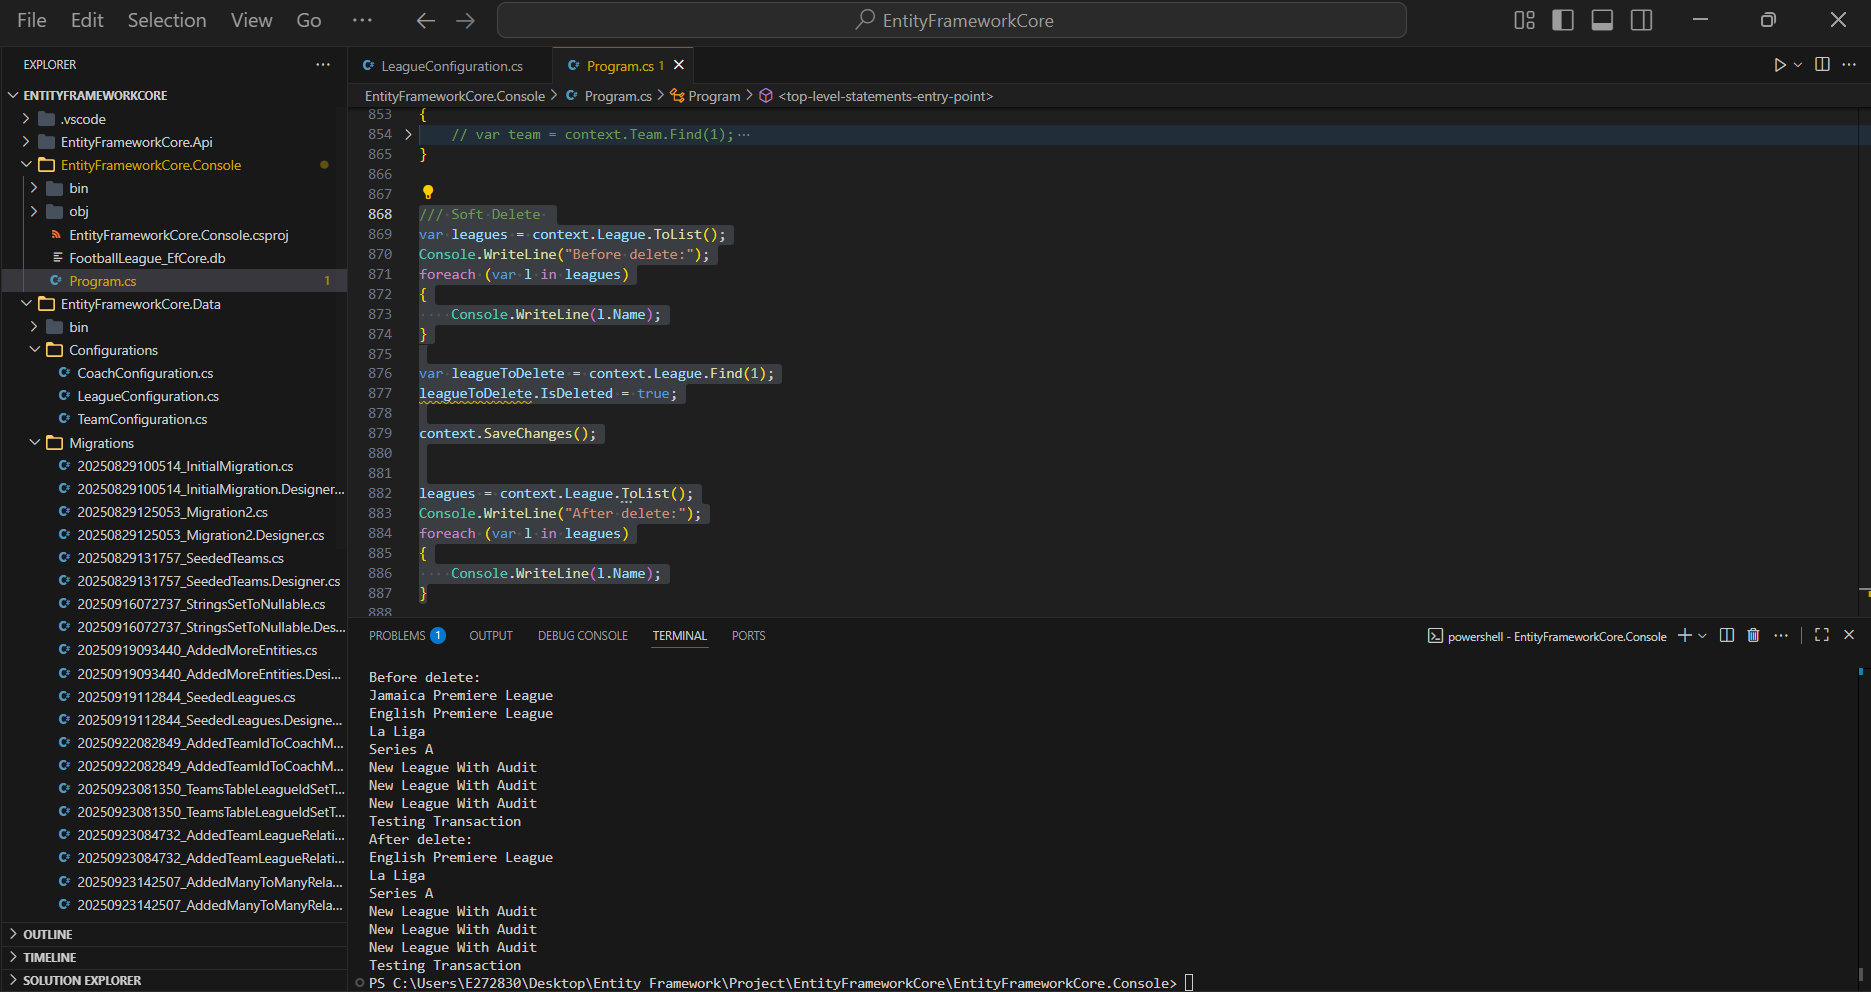 File Edit Selection View Go ··· EntityFrameworkCore
EXPLORER ···
ENTITYFRAMEWORKCORE
.vscode
EntityFrameworkCore.Api
EntityFrameworkCore.Console
bin
obj
EntityFrameworkCore.Console.csproj
FootballLeague_EfCore.db
Program.cs 1
EntityFrameworkCore.Data
bin
Configurations
CoachConfiguration.cs
LeagueConfiguration.cs
TeamConfiguration.cs
Migrations
20250829100514_InitialMigration.cs
20250829100514_InitialMigration.Designer...
20250829125053_Migration2.cs
20250829125053_Migration2.Designer.cs
20250829131757_SeededTeams.cs
20250829131757_SeededTeams.Designer.cs
20250916072737_StringsSetToNullable.cs
20250916072737_StringsSetToNullable.Des...
20250919093440_AddedMoreEntities.cs
20250919093440_AddedMoreEntities.Desi...
20250919112844_SeededLeagues.cs
20250919112844_SeededLeagues.Designe...
20250922082849_AddedTeamIdToCoachM...
20250922082849_AddedTeamIdToCoachM...
20250923081350_TeamsTableLeagueIdSetT...
20250923081350_TeamsTableLeagueIdSetT...
20250923084732_AddedTeamLeagueRelati...
20250923084732_AddedTeamLeagueRelati...
20250923142507_AddedManyToManyRela...
20250923142507_AddedManyToManyRela...
OUTLINE
TIMELINE
SOLUTION EXPLORER
LeagueConfiguration.cs
Program.cs 1
EntityFrameworkCore.Console > Program.cs > Program > <top-level-statements-entry-point>
853 {
854 // var team = context.Team.Find(1); ···
865 }
866
867
868 /// Soft Delete
869 var leagues = context.League.ToList();
870 Console.WriteLine("Before delete:");
871 foreach (var l in leagues)
872 {
873 Console.WriteLine(l.Name);
874 }
875
876 var leagueToDelete = context.League.Find(1);
877 leagueToDelete.IsDeleted = true;
878
879 context.SaveChanges();
880
881
882 leagues = context.League.ToList();
883 Console.WriteLine("After delete:");
884 foreach (var l in leagues)
885 {
886 Console.WriteLine(l.Name);
887 }
888
PROBLEMS 1 OUTPUT DEBUG CONSOLE TERMINAL PORTS
powershell - EntityFrameworkCore.Console
Before delete:
Jamaica Premiere League
English Premiere League
La Liga
Series A
New League With Audit
New League With Audit
New League With Audit
Testing Transaction
After delete:
English Premiere League
La Liga
Series A
New League With Audit
New League With Audit
New League With Audit
Testing Transaction
PS C:\Users\E272830\Desktop\Entity Framework\Project\EntityFrameworkCore\EntityFrameworkCore.Console>